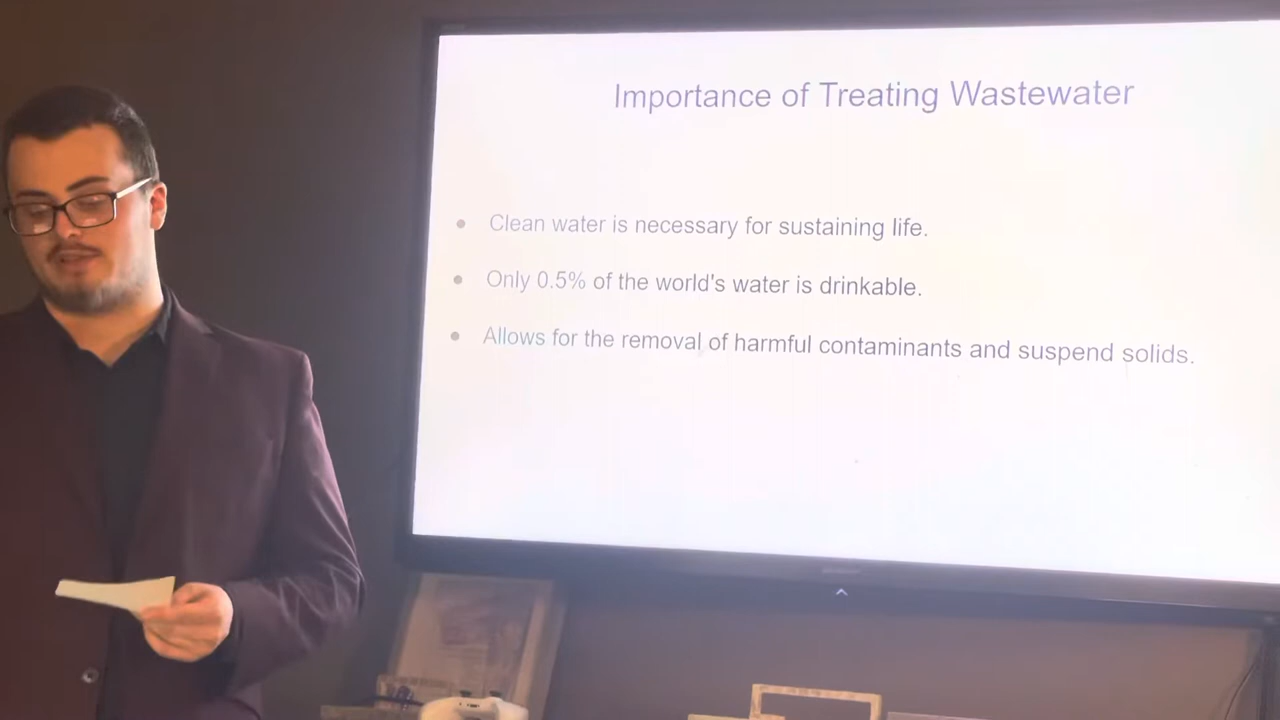 Importance of Treating Wastewater
Clean water is necessary for sustaining life.
Only 0.5% of the world's water is drinkable.
Allows for the removal of harmful contaminants and suspend solids.